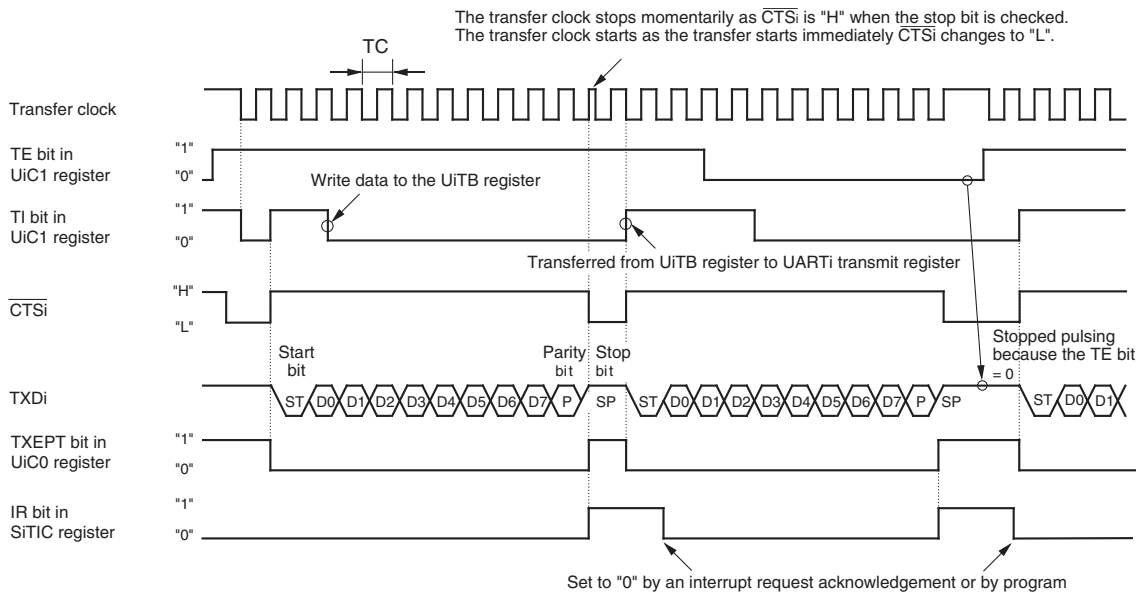 The transfer clock stops momentarily as CTSi is "H" when the stop bit is checked.
The transfer clock starts as the transfer starts immediately CTSi changes to "L".
TC
Transfer clock
TE bit in
UiC1 register
"1"
"0"
Write data to the UiTB register
TI bit in
UiC1 register
"1"
"0"
Transferred from UiTB register to UARTi transmit register
CTSi
"H"
"L"
Start
bit
Parity
bit
Stop
bit
Stopped pulsing
because the TE bit
= 0
TXDi
ST D0 D1 D2 D3 D4 D5 D6 D7 P SP ST D0 D1 D2 D3 D4 D5 D6 D7 P SP ST D0 D1
TXEPT bit in
UiC0 register
"1"
"0"
IR bit in
SiTIC register
"1"
"0"
Set to "0" by an interrupt request acknowledgement or by program